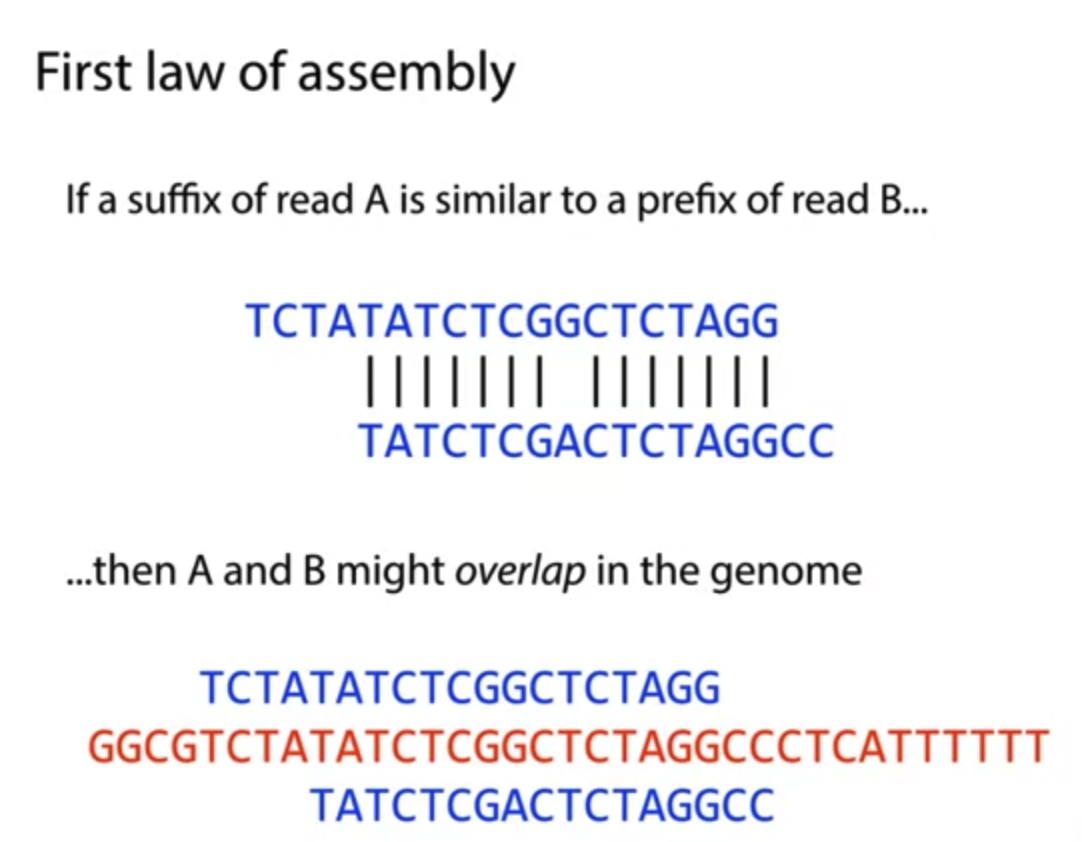 First law of assembly
If a suffix of read A is similar to a prefix of read B...
TCTATATCTCGGCTCTAGG
||||||| |||||||
TATCTCGACTCTAGGCC
...then A and B might overlap in the genome
TCTATATCTCGGCTCTAGG
GGCGTCTATATCTCGGCTCTAGGCCCTCATTTTTT
TATCTCGACTCTAGGCC